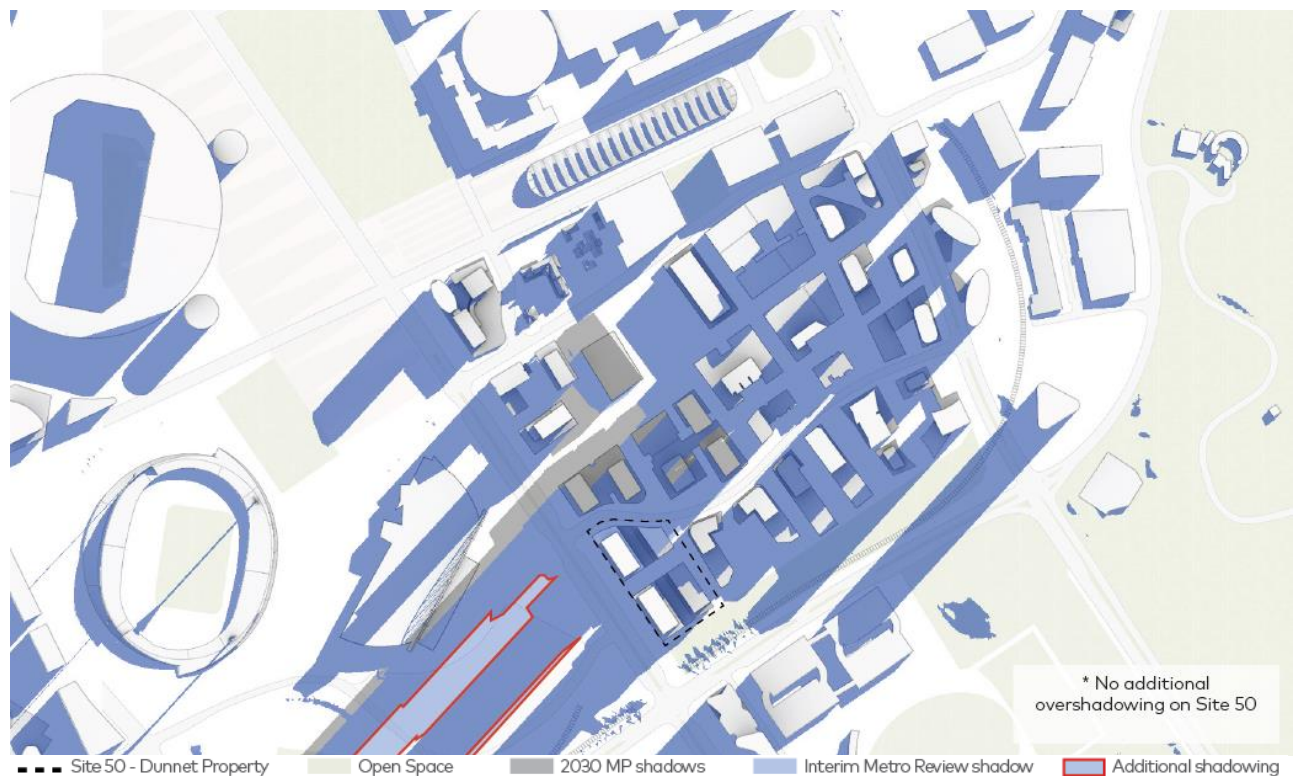 * No additional
overshadowing on Site 50
Site 50 - Dunnet Property
Open Space
2030 MP shadows
Interim Metro Review shadow
Additional shadowing